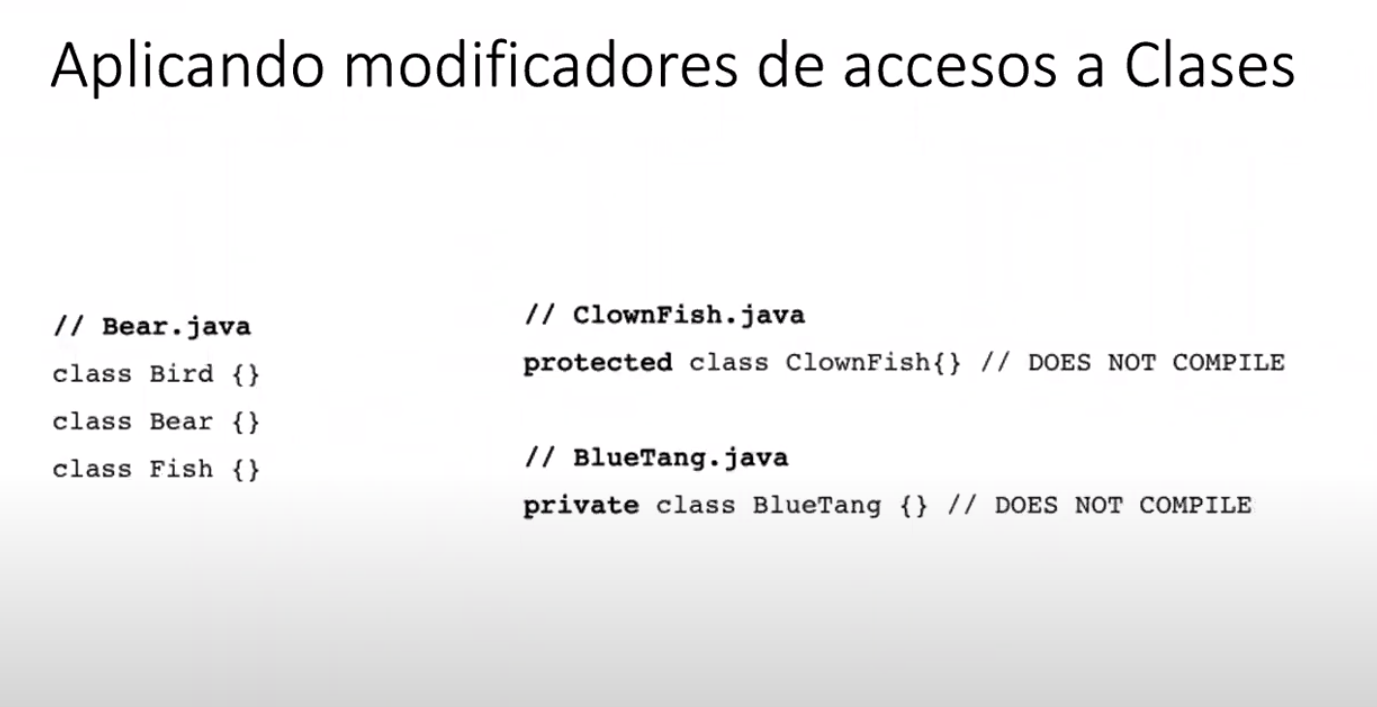 Aplicando modificadores de accesos a Clases
// Bear.java
class Bird {}
class Bear {}
class Fish {}
// ClownFish.java
protected class ClownFish{} // DOES NOT COMPILE
// BlueTang.java
private class BlueTang {} // DOES NOT COMPILE